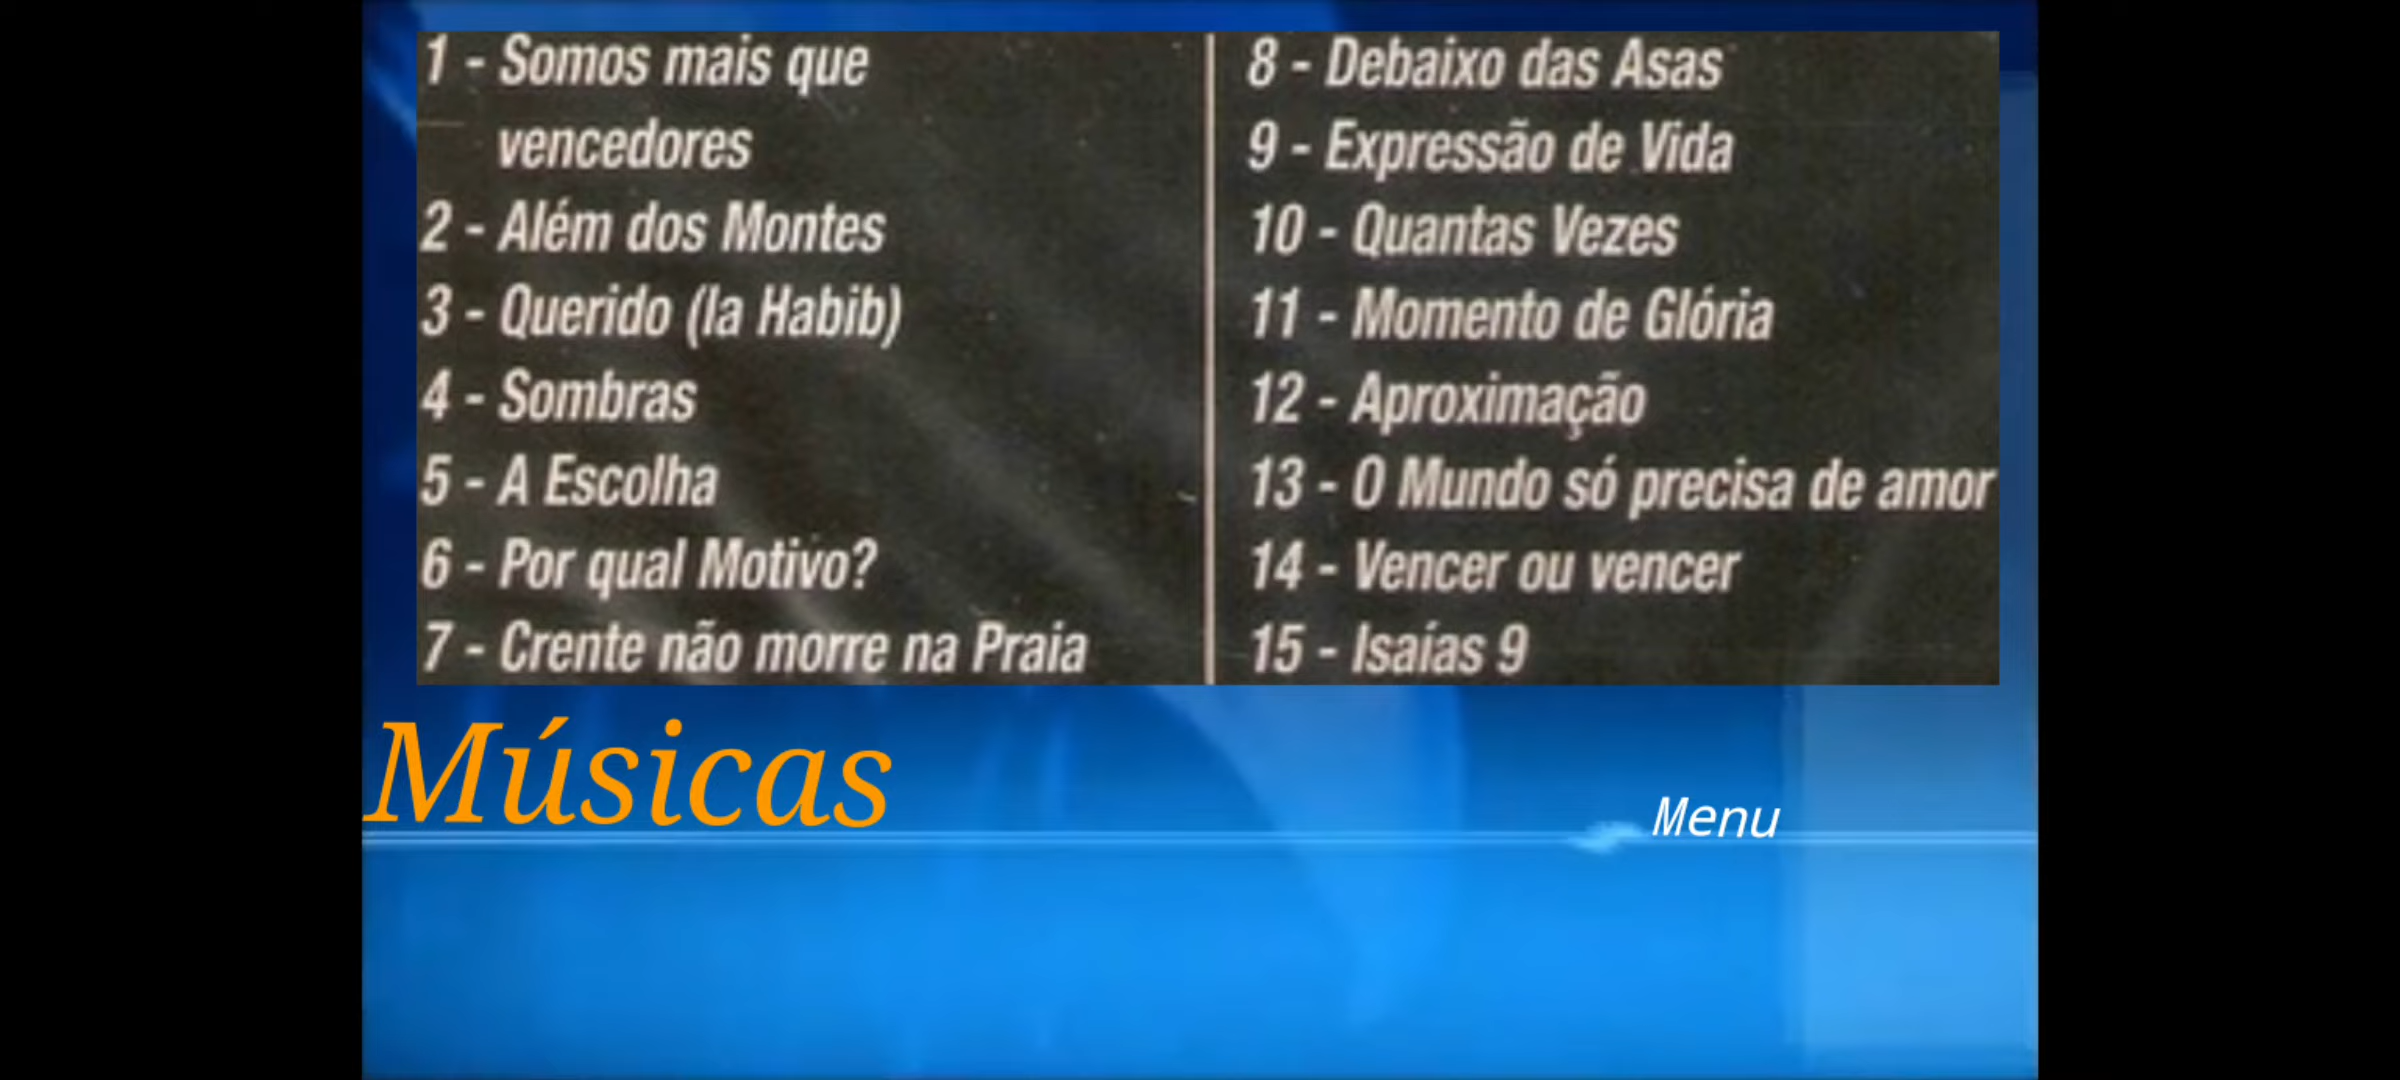 1 - Somos mais que
vencedores
2 - Além dos Montes
3 - Querido (Ia Habib)
4 - Sombras
5 - A Escolha
6 - Por qual Motivo?
7 - Crente não morre na Praia
8 - Debaixo das Asas
9 - Expressão de Vida
10 - Quantas Vezes
11 - Momento de Glória
12 - Aproximação
13 - O Mundo só precisa de amor
14 - Vencer ou vencer
15 - Isaías 9
Músicas
Menu